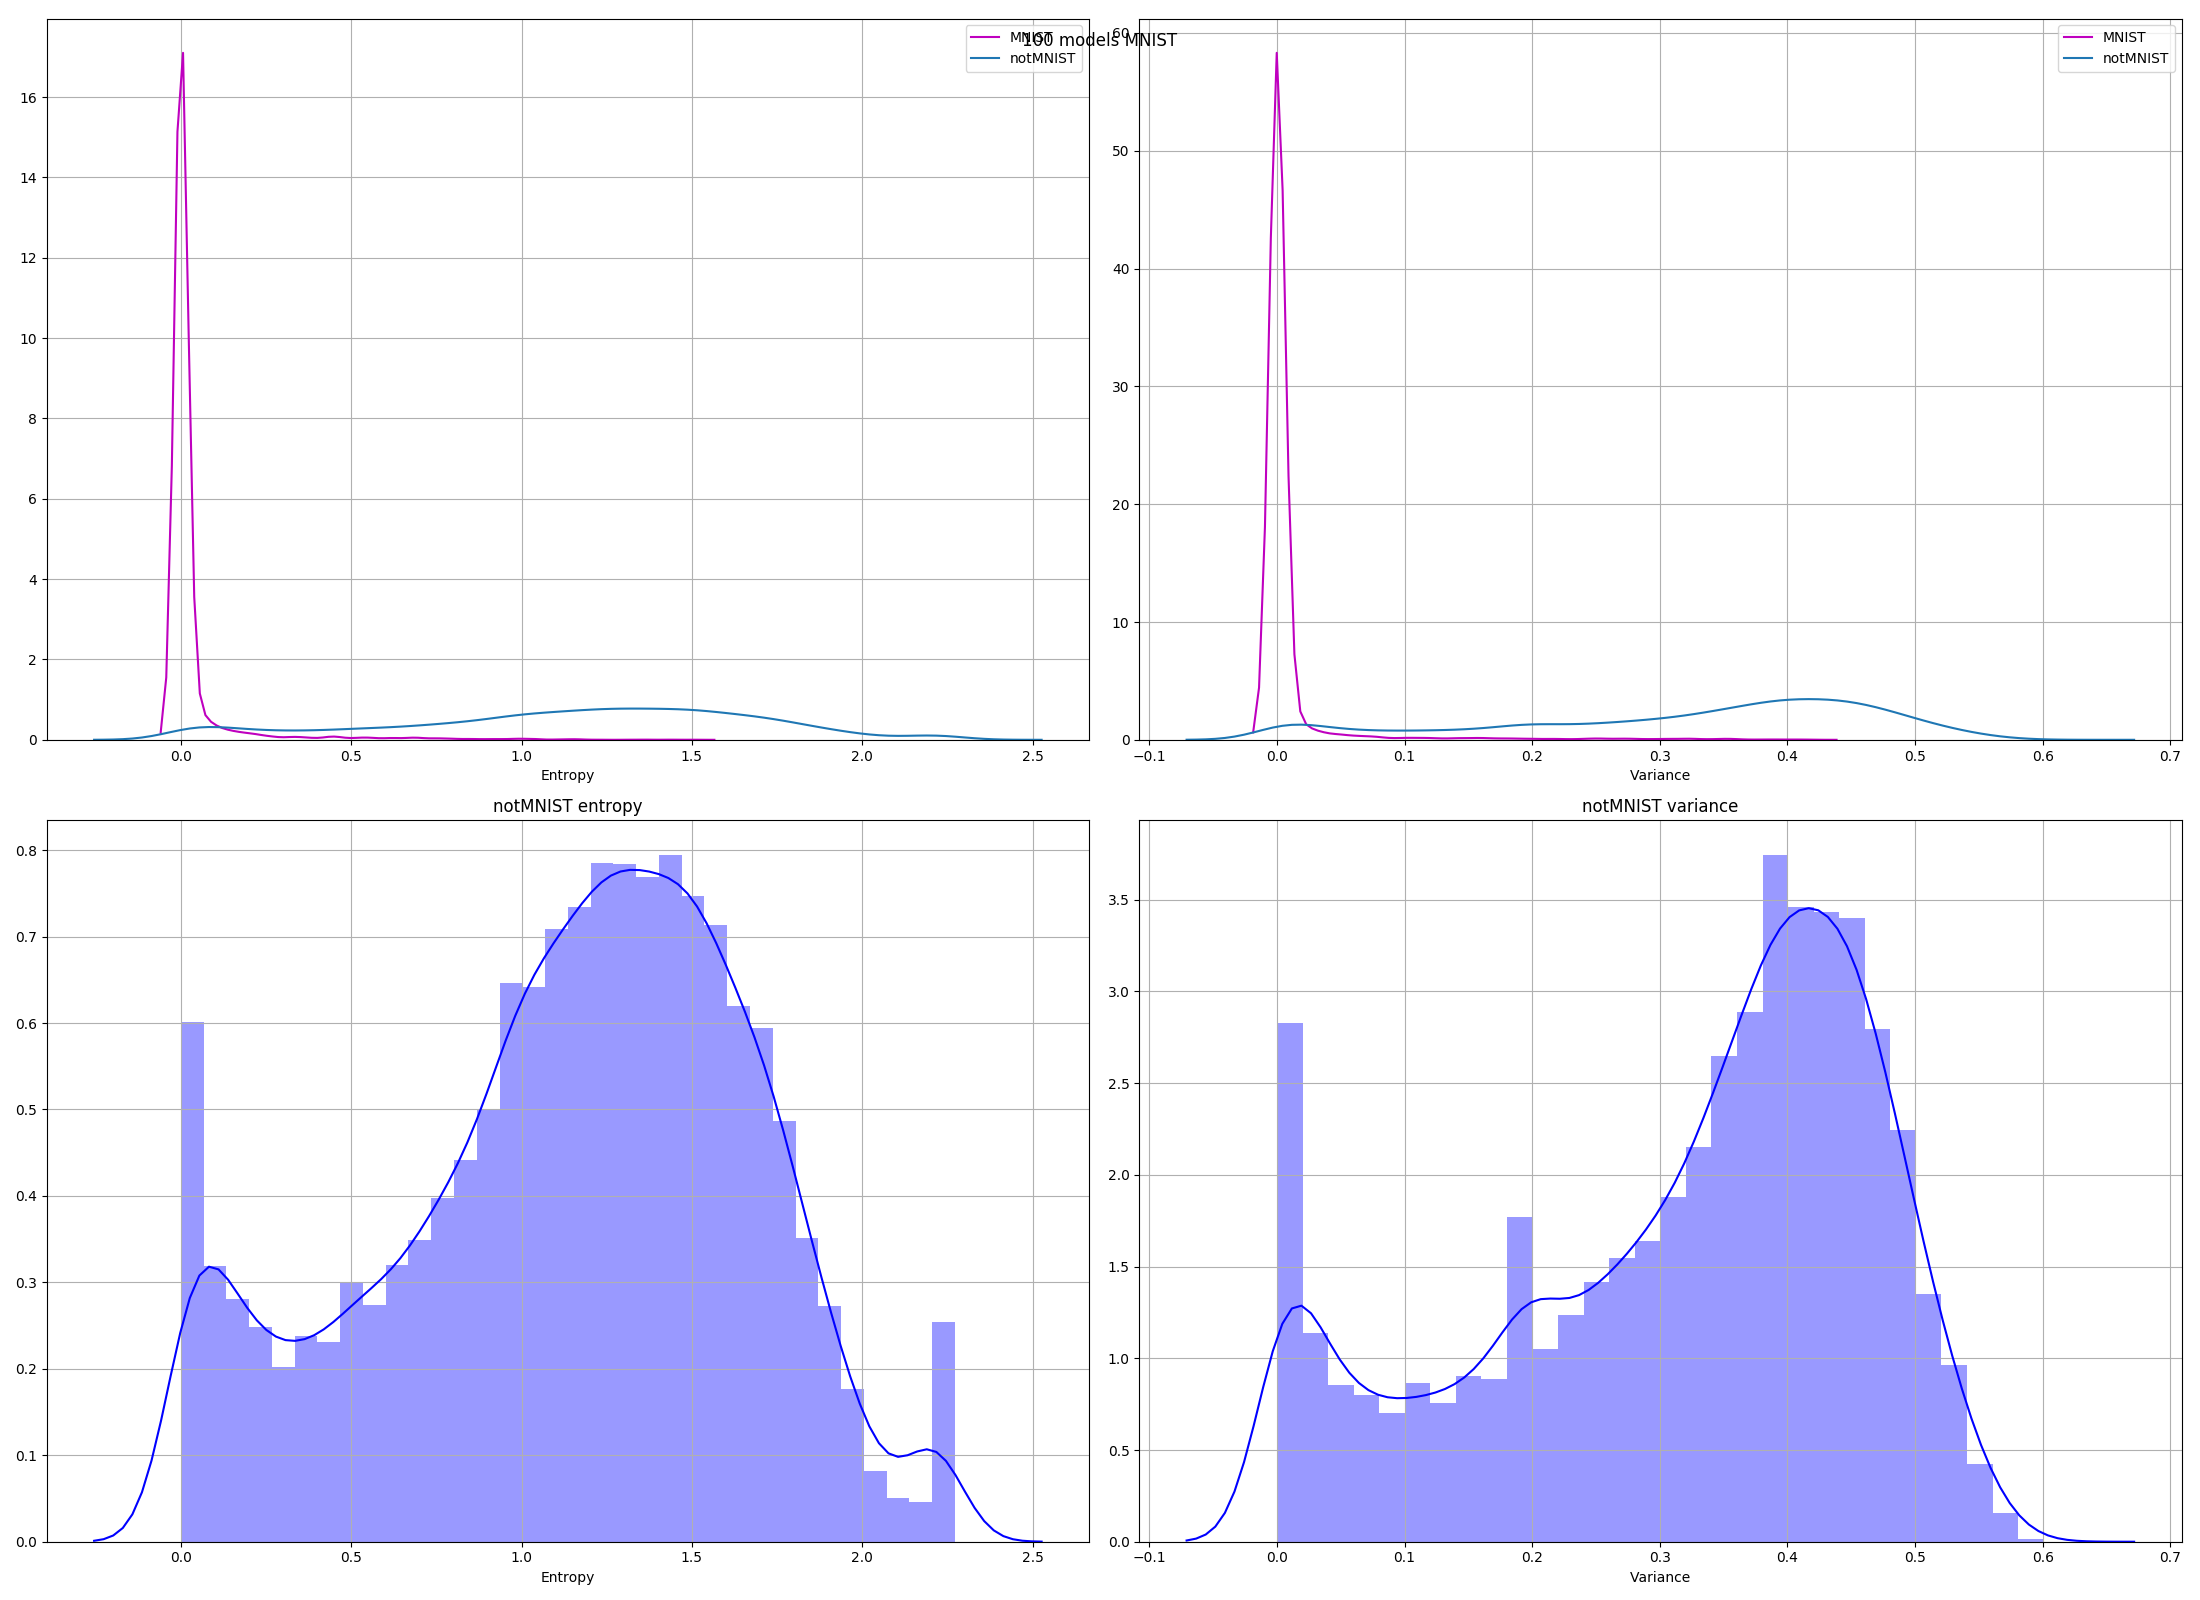 100 models MNIST
MNIST
notMNIST
16
14
12
10
8
6
4
2
0
0.0 0.5 1.0 1.5 2.0 2.5
Entropy
MNIST
notMNIST
60
50
40
30
20
10
0
−0.1 0.0 0.1 0.2 0.3 0.4 0.5 0.6 0.7
Variance
notMNIST entropy
0.8
0.7
0.6
0.5
0.4
0.3
0.2
0.1
0.0
0.0 0.5 1.0 1.5 2.0 2.5
Entropy
notMNIST variance
3.5
3.0
2.5
2.0
1.5
1.0
0.5
0.0
−0.1 0.0 0.1 0.2 0.3 0.4 0.5 0.6 0.7
Variance